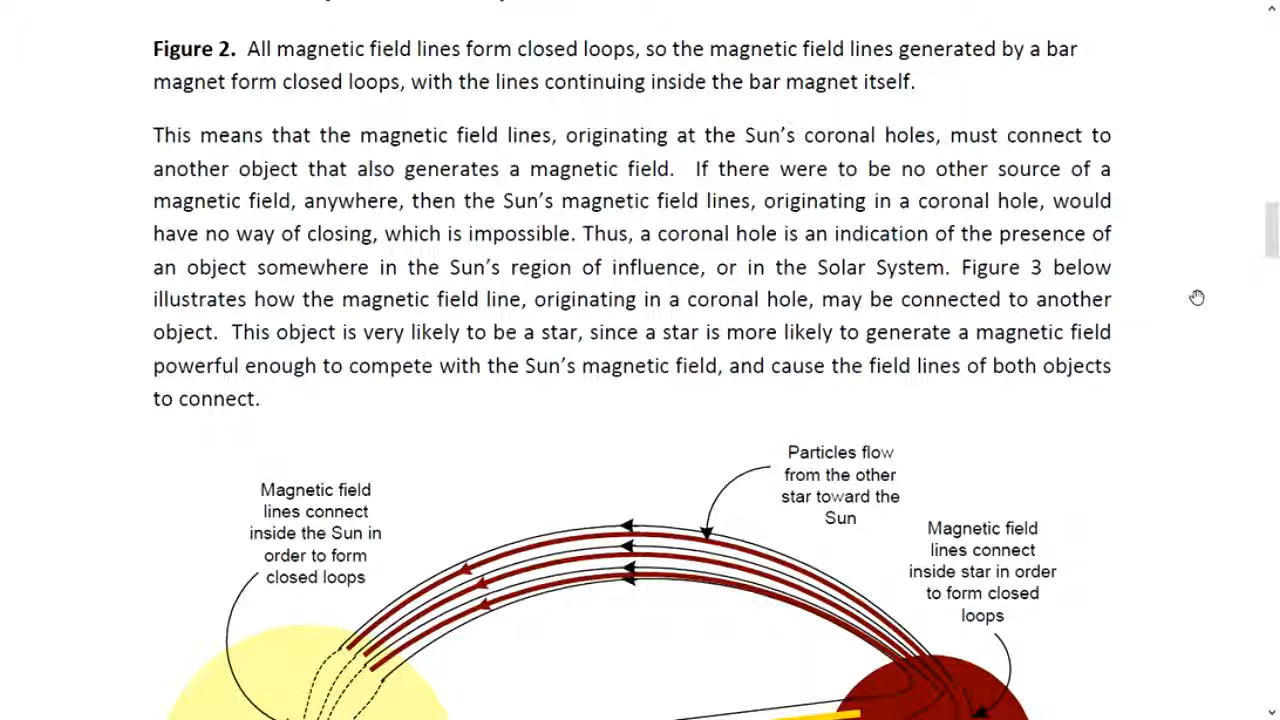 Figure 2.  All magnetic field lines form closed loops, so the magnetic field lines generated by a bar
magnet form closed loops, with the lines continuing inside the bar magnet itself.
This means that the magnetic field lines, originating at the Sun’s coronal holes, must connect to
another object that also generates a magnetic field.  If there were to be no other source of a
magnetic field, anywhere, then the Sun’s magnetic field lines, originating in a coronal hole, would
have no way of closing, which is impossible. Thus, a coronal hole is an indication of the presence of
an object somewhere in the Sun’s region of influence, or in the Solar System. Figure 3 below
illustrates how the magnetic field line, originating in a coronal hole, may be connected to another
object.  This object is very likely to be a star, since a star is more likely to generate a magnetic field
powerful enough to compete with the Sun’s magnetic field, and cause the field lines of both objects
to connect.
Magnetic field
lines connect
inside the Sun in
order to form
closed loops
Particles flow
from the other
star toward the
Sun
Magnetic field
lines connect
inside star in order
to form closed
loops